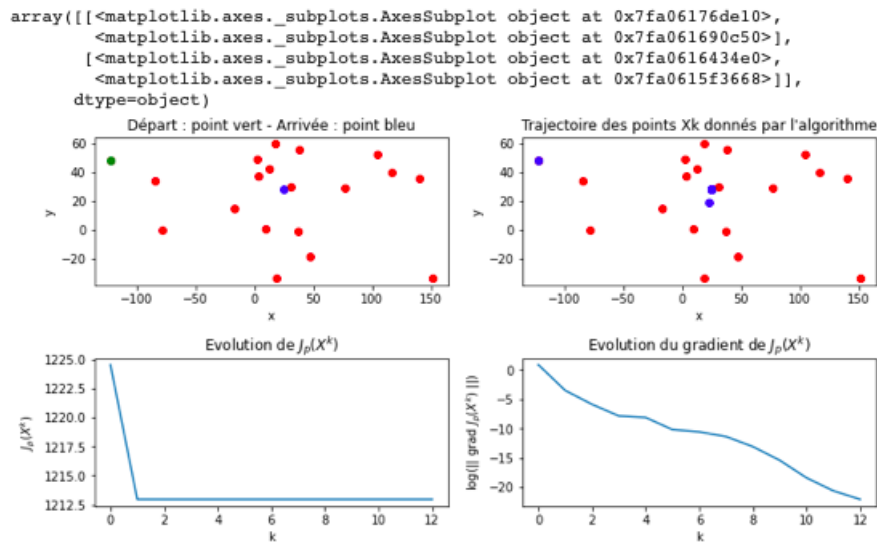 array([[<matplotlib.axes._subplots.AxesSubplot object at 0x7fa06176de10>,
<matplotlib.axes._subplots.AxesSubplot object at 0x7fa061690c50>],
[<matplotlib.axes._subplots.AxesSubplot object at 0x7fa0616434e0>,
<matplotlib.axes._subplots.AxesSubplot object at 0x7fa0615f3668>]],
dtype=object)
Départ : point vert - Arrivée : point bleu
60
40
20
0
−20
y
−100 −50 0 50 100 150
x
Trajectoire des points Xk donnés par l'algorithme
60
40
20
0
−20
y
−100 −50 0 50 100 150
x
Evolution de J_p(X^k)
1225.0
1222.5
1220.0
1217.5
1215.0
1212.5
J_p(X^k)
0 2 4 6 8 10 12
k
Evolution du gradient de J_p(X^k)
0
−5
−10
−15
−20
log(|| grad J_p(X^k) ||)
0 2 4 6 8 10 12
k